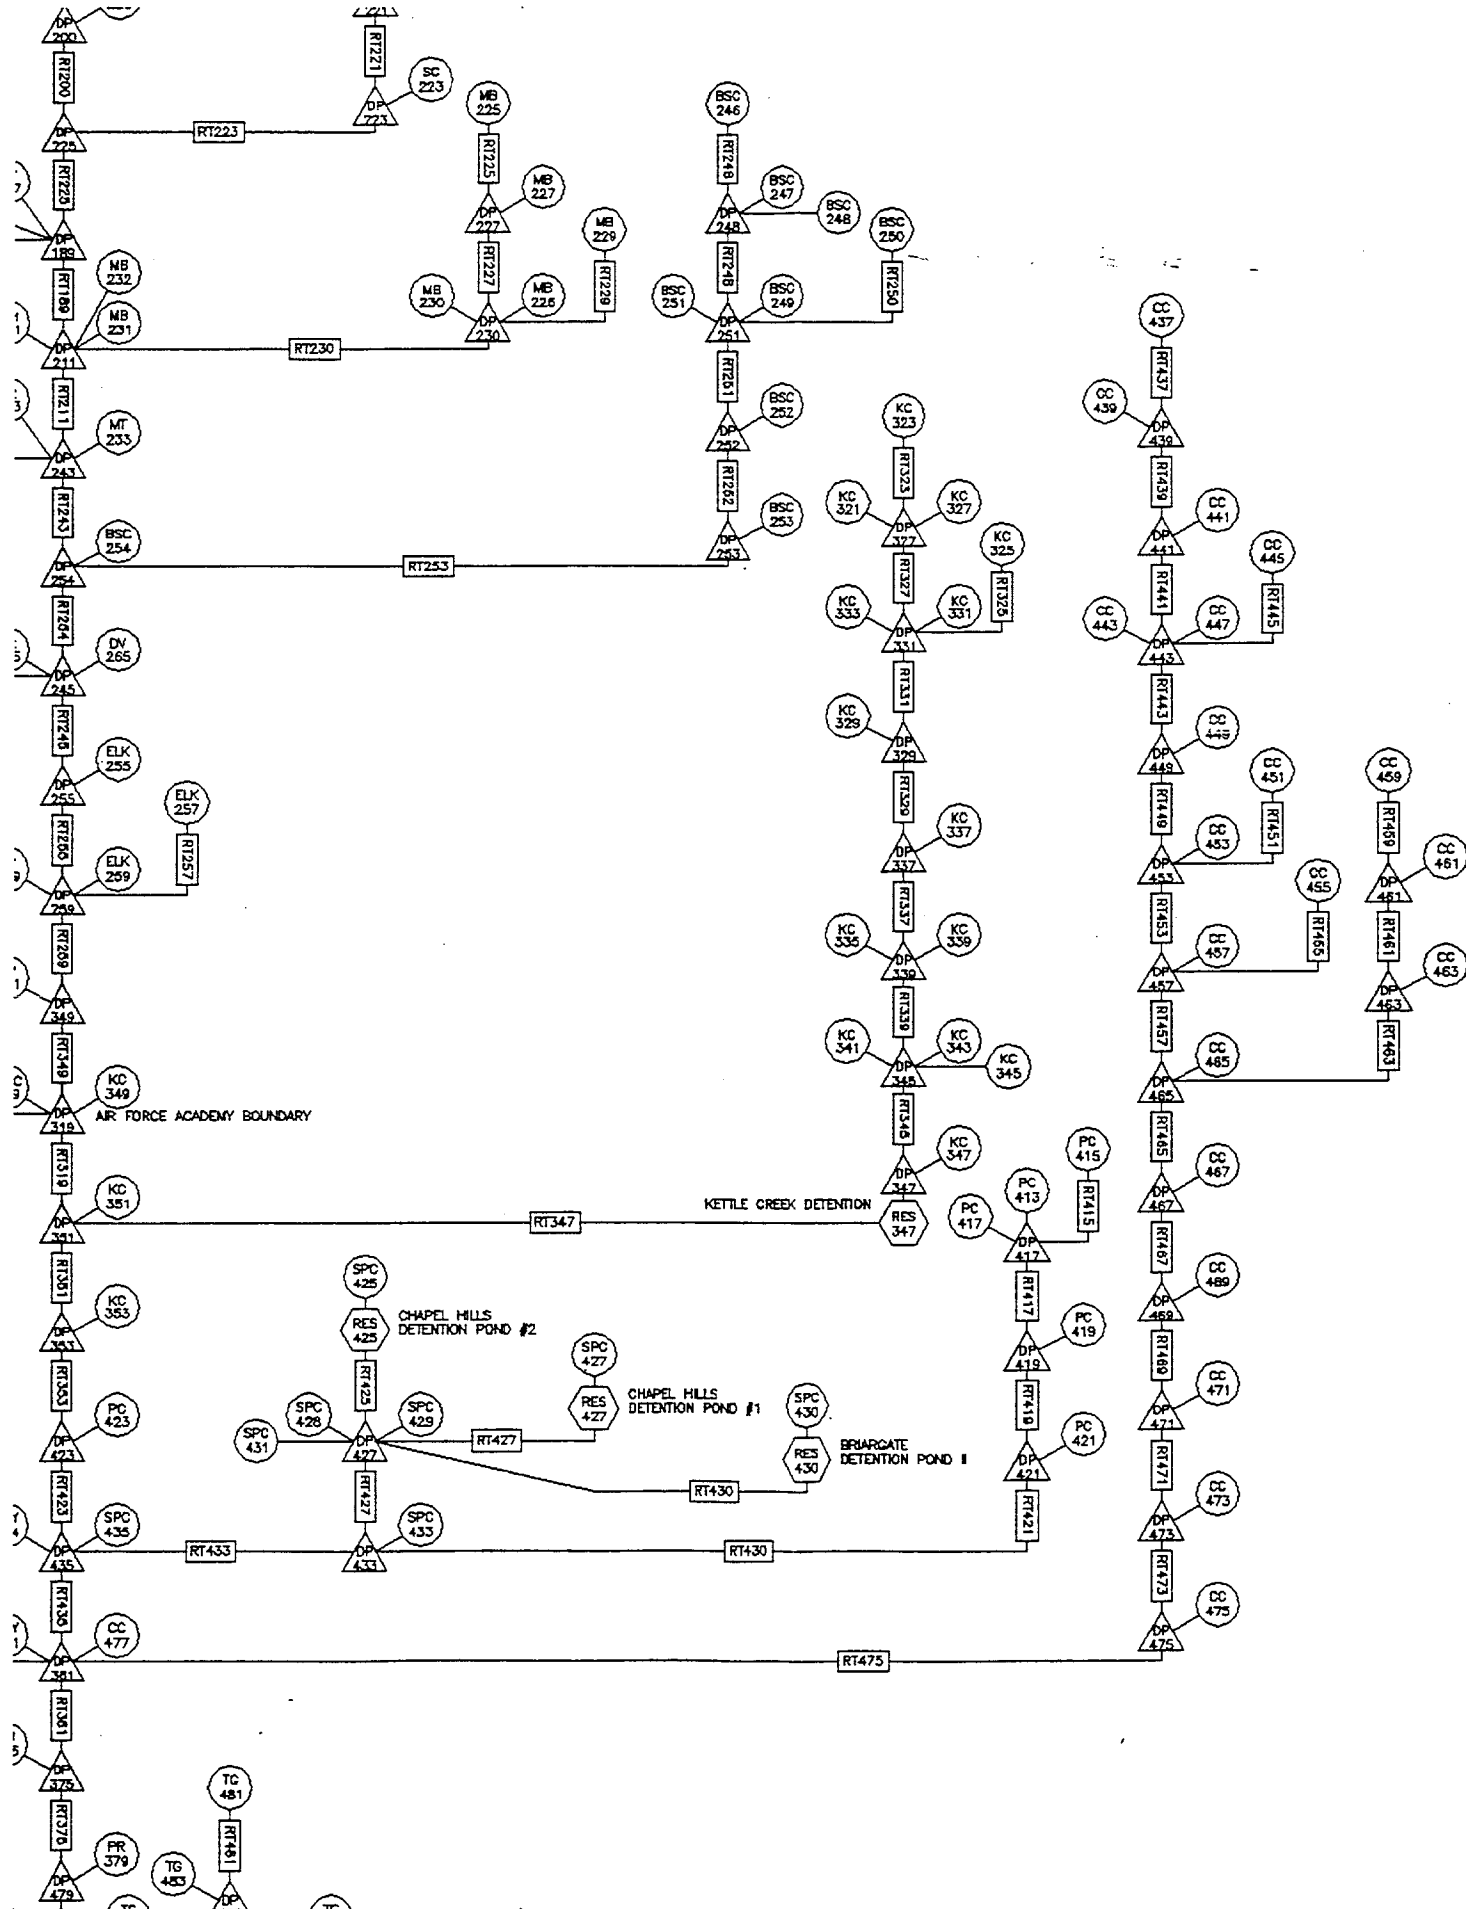 DP
200
RT200
221
RT221
SC
223
DP
223
RT223
DP
225
RT225
DP
189
RT189
MB
232
MB
231
DP
211
RT230
MB
225
RT225
MB
227
DP
227
RT227
MB
229
RT229
MB
230
MB
226
DP
230
BSC
246
RT248
BSC
247
BSC
248
DP
248
RT248
BSC
250
RT250
BSC
251
BSC
249
DP
251
RT251
BSC
252
DP
252
RT252
BSC
253
DP
253
RT253
RT211
MT
233
DP
243
RT243
BSC
254
DP
254
RT254
DV
265
DP
245
RT245
ELK
255
DP
255
RT255
ELK
257
RT257
ELK
259
DP
259
RT259
DP
349
RT349
KC
349
DP
319
AIR FORCE ACADEMY BOUNDARY
RT319
KC
351
DP
351
RT347
KC
323
RT323
KC
321
KC
327
DP
327
RT327
KC
325
RT325
KC
333
KC
331
DP
331
RT331
KC
329
DP
329
RT329
KC
337
DP
337
RT337
KC
335
KC
339
DP
339
RT339
KC
341
KC
343
KC
345
DP
345
RT345
KC
347
DP
347
KETTLE CREEK DETENTION
RES
347
CC
437
RT437
CC
439
DP
439
RT439
CC
441
DP
441
RT441
CC
445
RT445
CC
443
CC
447
DP
443
RT443
CC
449
DP
449
RT449
CC
451
RT451
CC
453
DP
453
RT453
CC
455
RT455
CC
457
DP
457
RT457
CC
459
RT459
CC
461
DP
461
RT461
CC
463
DP
463
RT463
CC
465
DP
465
RT465
CC
467
DP
467
RT467
CC
469
DP
469
RT469
CC
471
DP
471
RT471
CC
473
DP
473
RT473
CC
475
DP
475
RT475
PC
415
RT415
PC
413
PC
417
DP
417
RT417
PC
419
DP
419
RT419
PC
421
DP
421
RT421
RT351
KC
353
DP
353
RT353
PC
423
DP
423
RT423
SPC
435
DP
435
RT433
SPC
425
RES
425
CHAPEL HILLS
DETENTION POND #2
RT425
SPC
427
RES
427
CHAPEL HILLS
DETENTION POND #1
SPC
428
SPC
429
SPC
431
DP
427
RT427
SPC
430
RES
430
BRIARGATE
DETENTION POND II
RT430
RT427
SPC
433
DP
433
RT430
RT435
CC
477
DP
361
RT361
DP
375
RT375
PR
379
DP
479
TG
481
RT481
TG
483
DP
TG